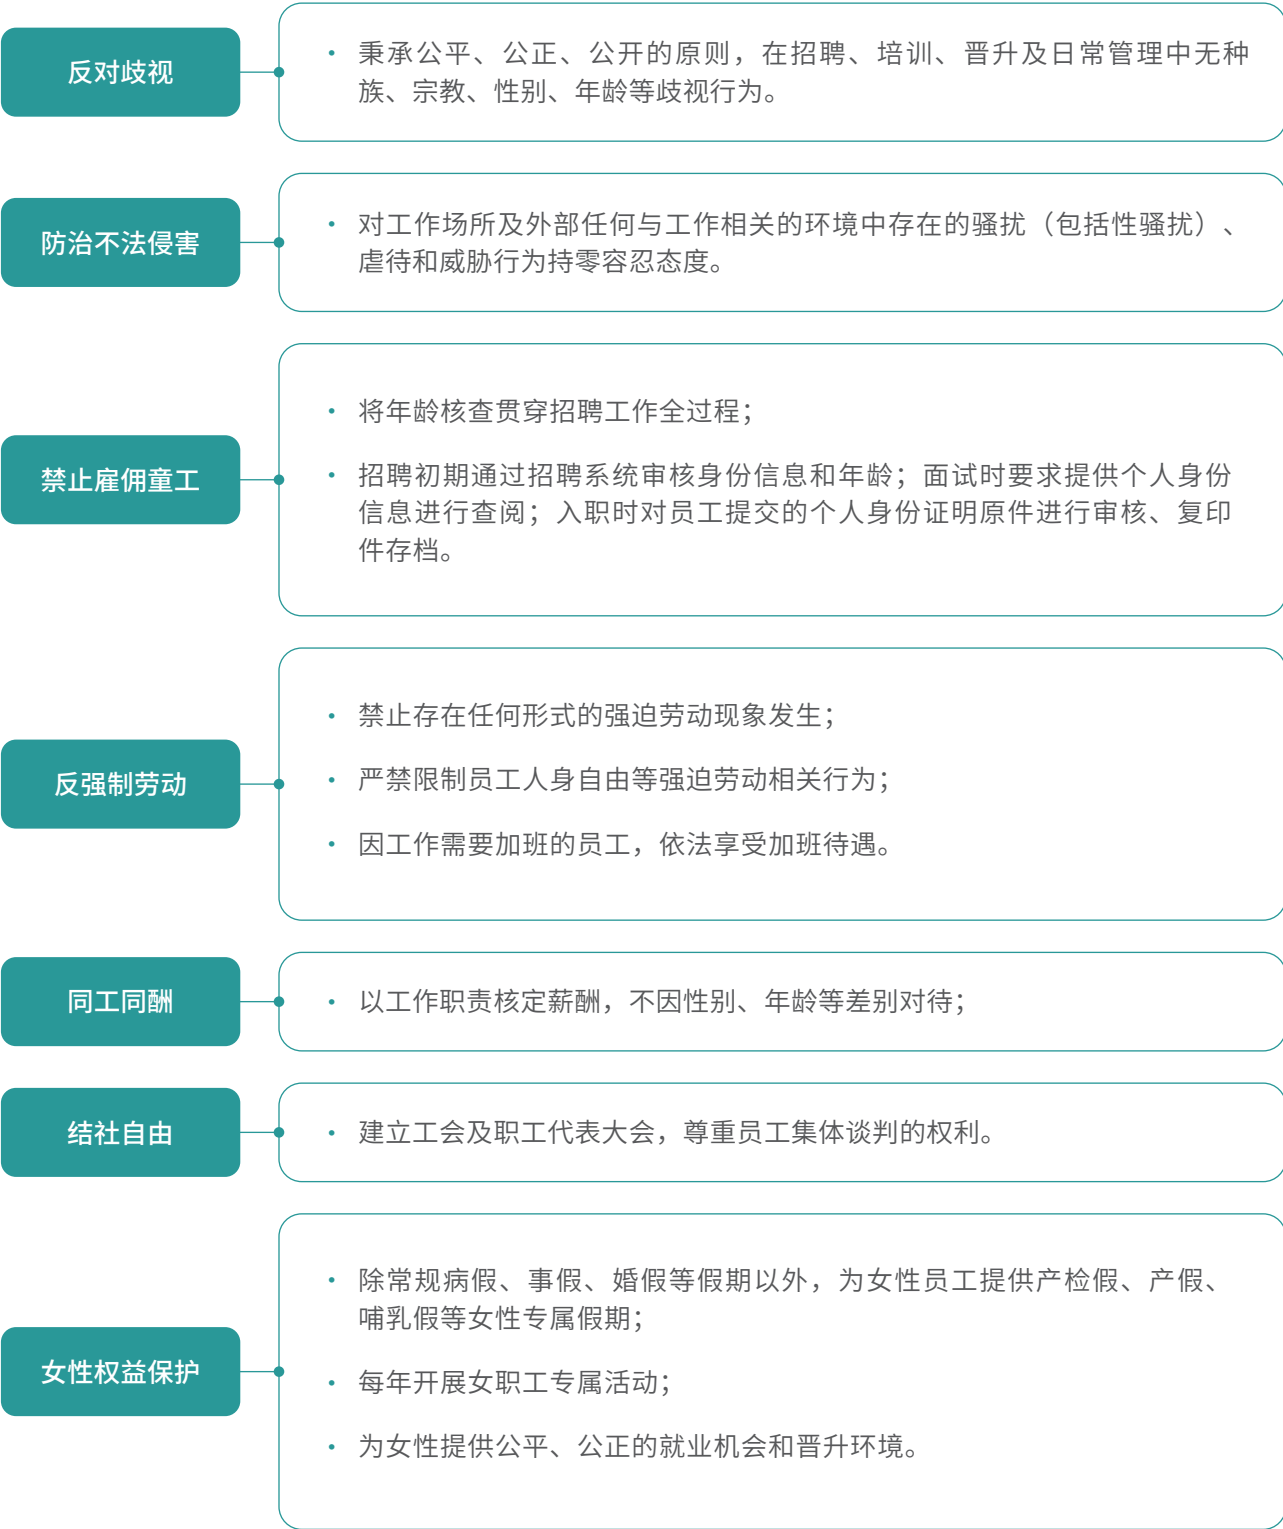 反对歧视
• 秉承公平、公正、公开的原则，在招聘、培训、晋升及日常管理中无种
族、宗教、性别、年龄等歧视行为。
防治不法侵害
• 对工作场所及外部任何与工作相关的环境中存在的骚扰（包括性骚扰）、
虐待和威胁行为持零容忍态度。
禁止雇佣童工
• 将年龄核查贯穿招聘工作全过程；
• 招聘初期通过招聘系统审核身份信息和年龄；面试时要求提供个人身份
信息进行查阅；入职时对员工提交的个人身份证明原件进行审核、复印
件存档。
反强制劳动
• 禁止存在任何形式的强迫劳动现象发生；
• 严禁限制员工人身自由等强迫劳动相关行为；
• 因工作需要加班的员工，依法享受加班待遇。
同工同酬
• 以工作职责核定薪酬，不因性别、年龄等差别对待；
结社自由
• 建立工会及职工代表大会，尊重员工集体谈判的权利。
女性权益保护
• 除常规病假、事假、婚假等假期以外，为女性员工提供产检假、产假、
哺乳假等女性专属假期；
• 每年开展女职工专属活动；
• 为女性提供公平、公正的就业机会和晋升环境。